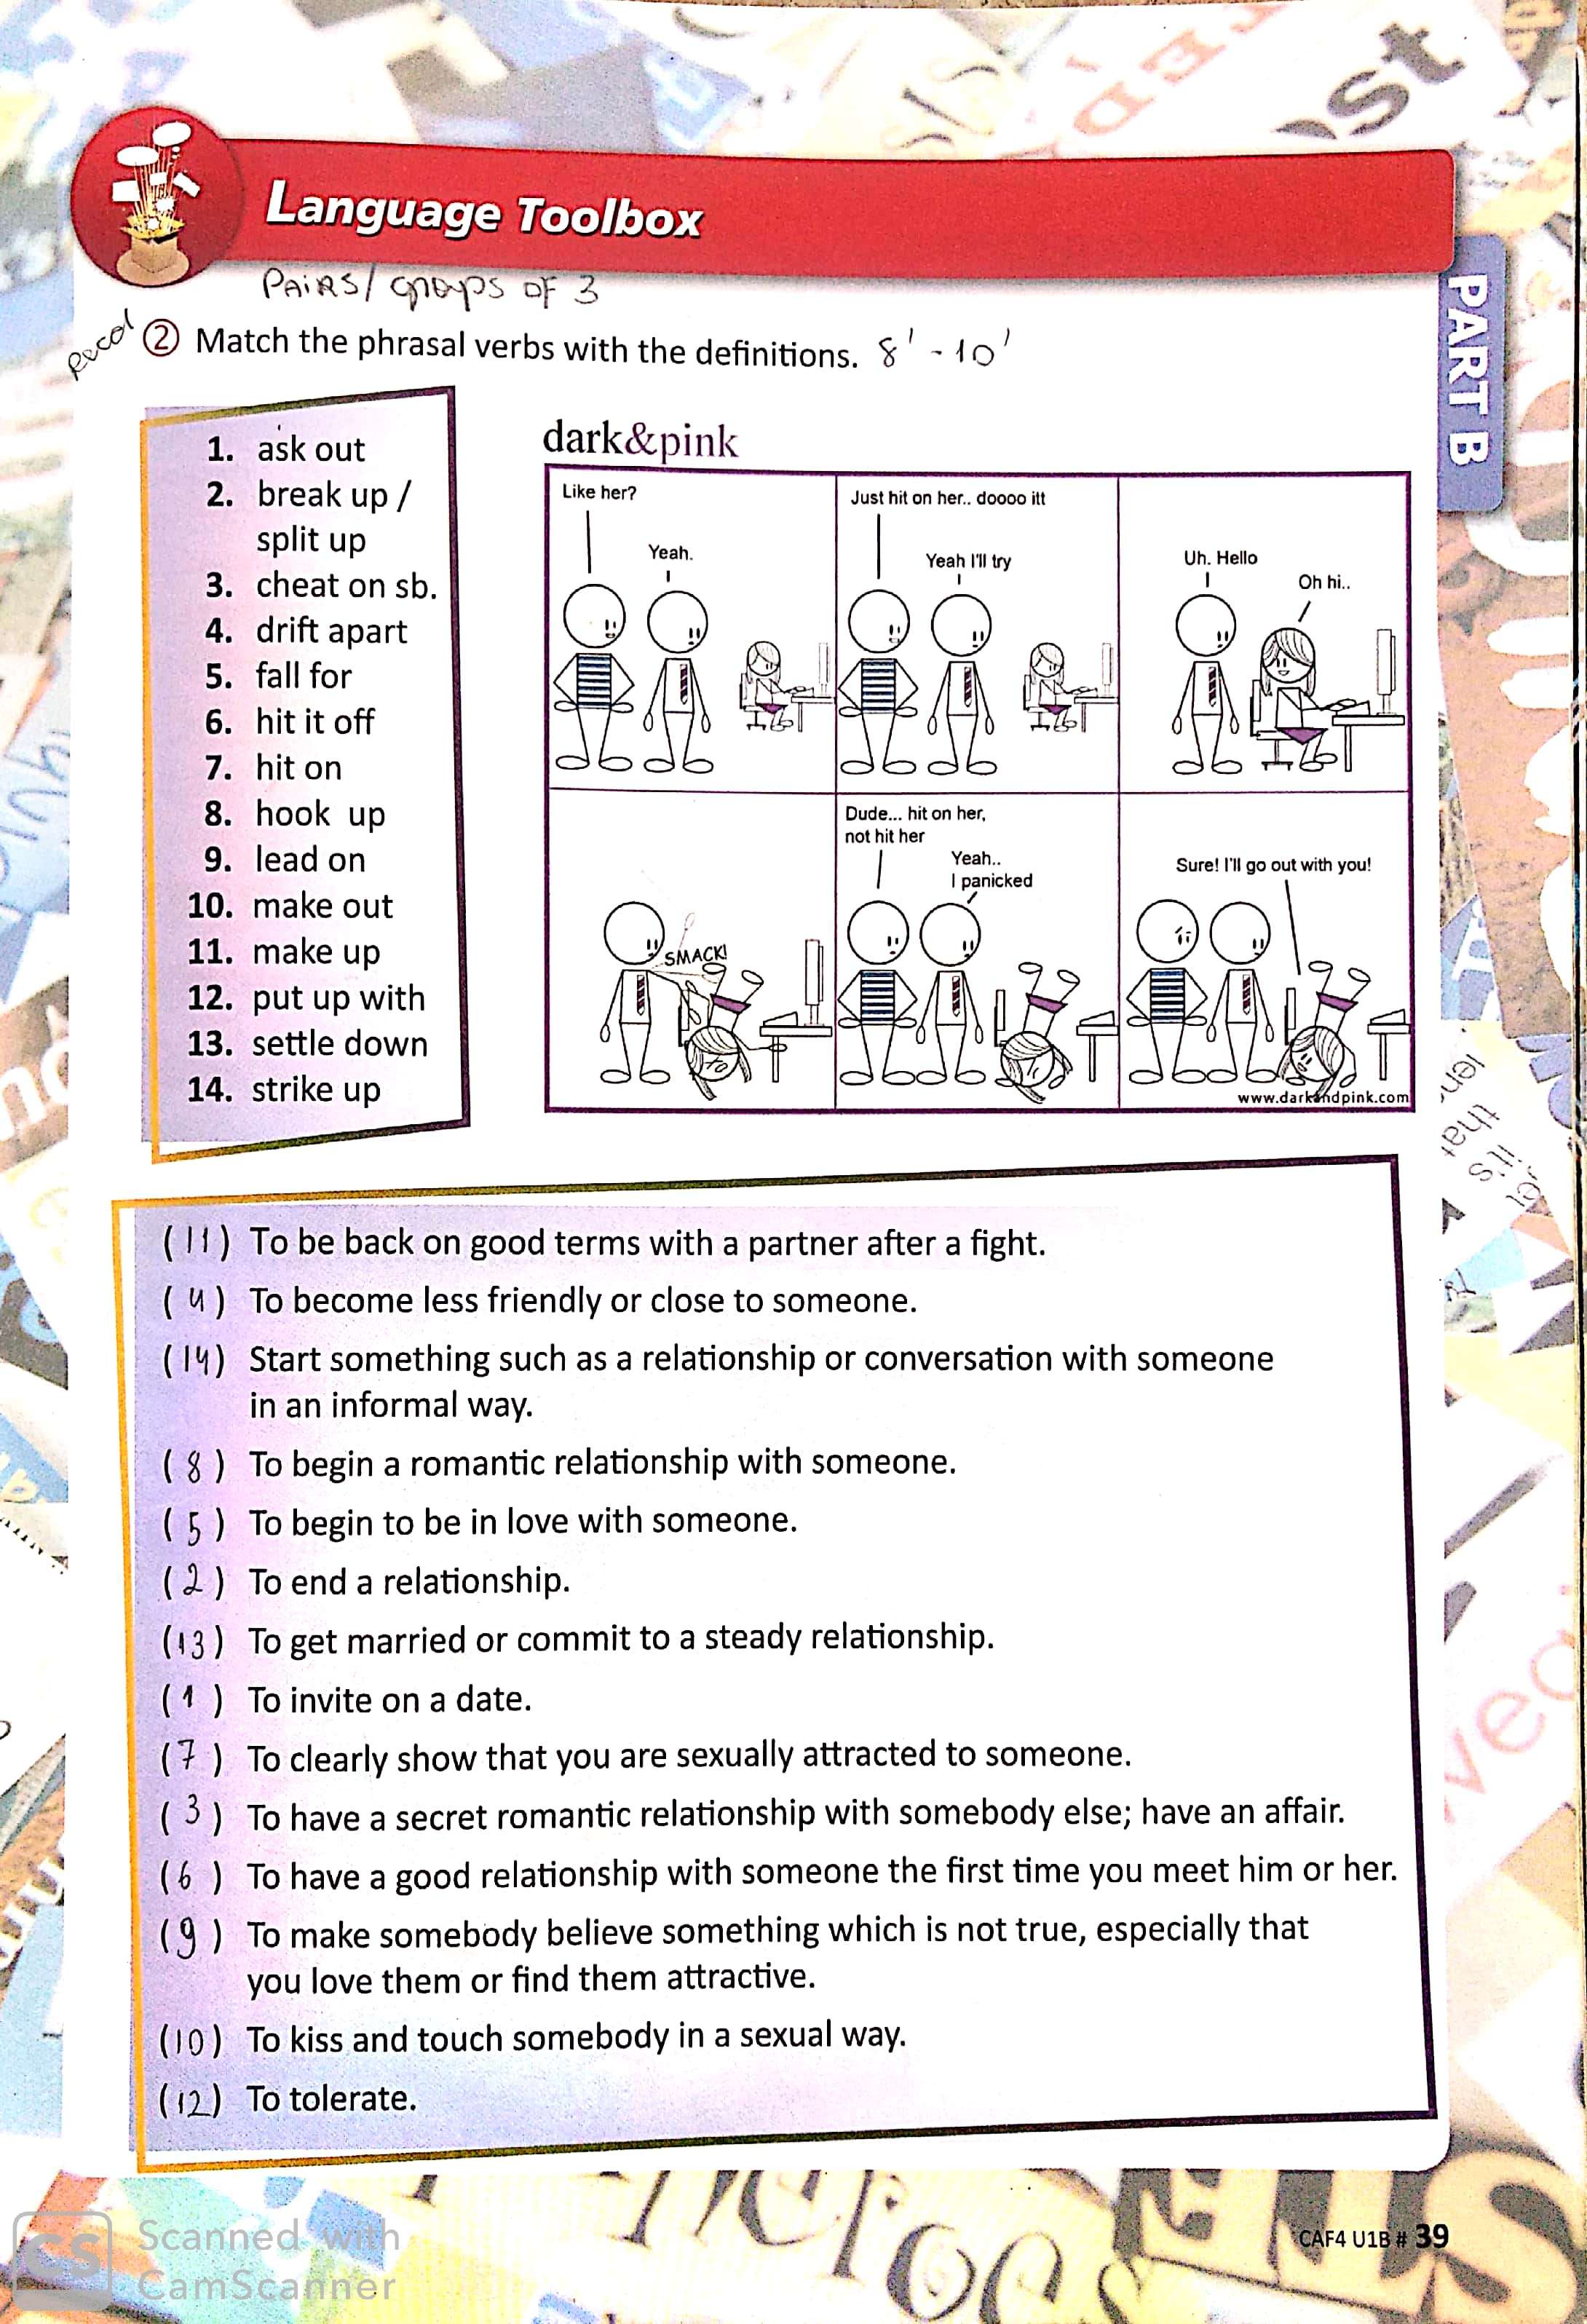 Language Toolbox
PAIRS / groups OF 3
② Match the phrasal verbs with the definitions. 8' - 10'
PART B
1. ask out
2. break up /
split up
3. cheat on sb.
4. drift apart
5. fall for
6. hit it off
7. hit on
8. hook up
9. lead on
10. make out
11. make up
12. put up with
13. settle down
14. strike up
dark&pink
Like her?
Yeah.
Just hit on her.. doooo itt
Yeah I'll try
Uh. Hello
Oh hi..
SMACK!
Dude... hit on her,
not hit her
Yeah..
I panicked
Sure! I'll go out with you!
www.darkandpink.com
(11) To be back on good terms with a partner after a fight.
(4) To become less friendly or close to someone.
(14) Start something such as a relationship or conversation with someone
in an informal way.
(8) To begin a romantic relationship with someone.
(5) To begin to be in love with someone.
(2) To end a relationship.
(13) To get married or commit to a steady relationship.
(1) To invite on a date.
(7) To clearly show that you are sexually attracted to someone.
(3) To have a secret romantic relationship with somebody else; have an affair.
(6) To have a good relationship with someone the first time you meet him or her.
(9) To make somebody believe something which is not true, especially that
you love them or find them attractive.
(10) To kiss and touch somebody in a sexual way.
(12) To tolerate.
CAF4 U1B # 39
CS
Scanned with
CamScanner